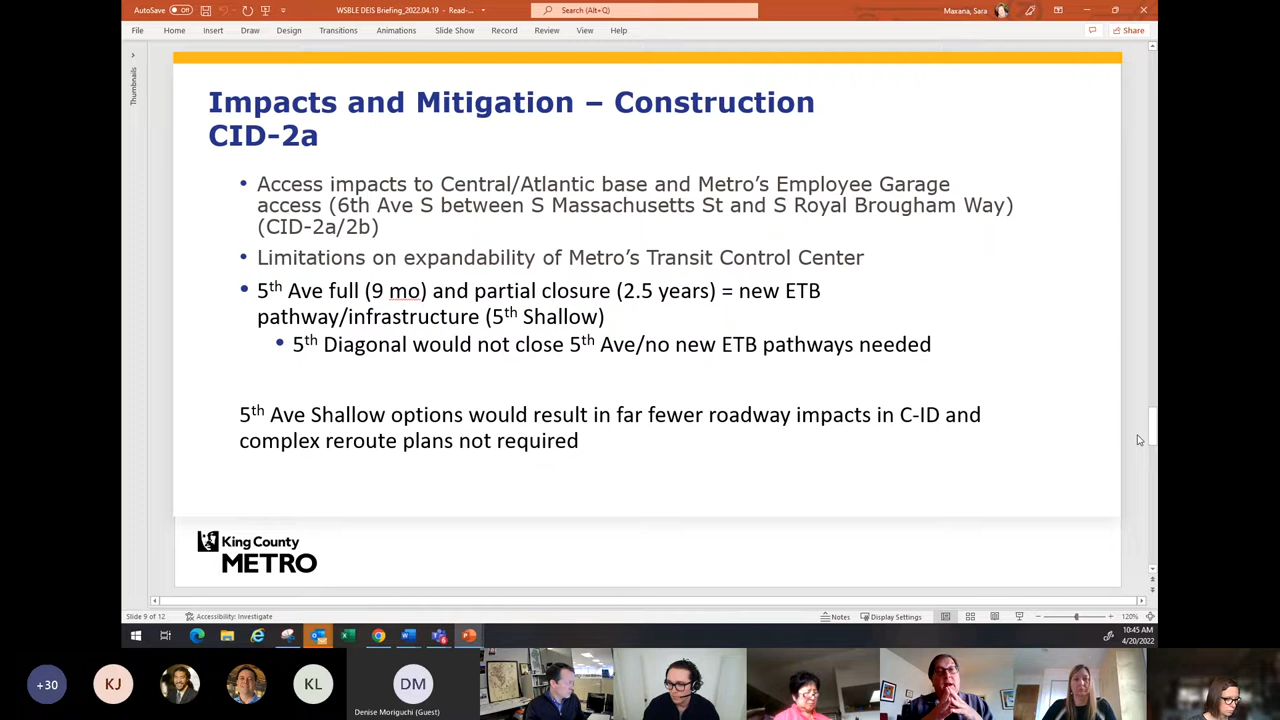 AutoSave Off WSBLE DEIS Briefing_2022.04.19 - Read-... Search (Alt+Q) Maxana, Sara
File Home Insert Draw Design Transitions Animations Slide Show Record Review View Help Share
Thumbnails
Impacts and Mitigation – Construction
CID-2a
• Access impacts to Central/Atlantic base and Metro's Employee Garage
access (6th Ave S between S Massachusetts St and S Royal Brougham Way)
(CID-2a/2b)
• Limitations on expandability of Metro's Transit Control Center
• 5th Ave full (9 mo) and partial closure (2.5 years) = new ETB
pathway/infrastructure (5th Shallow)
• 5th Diagonal would not close 5th Ave/no new ETB pathways needed
5th Ave Shallow options would result in far fewer roadway impacts in C-ID and
complex reroute plans not required
King County
METRO
Slide 9 of 12 Accessibility: Investigate Notes Display Settings 120%
10:45 AM
4/20/2022
+30 KJ KL DM
Denise Moriguchi (Guest)